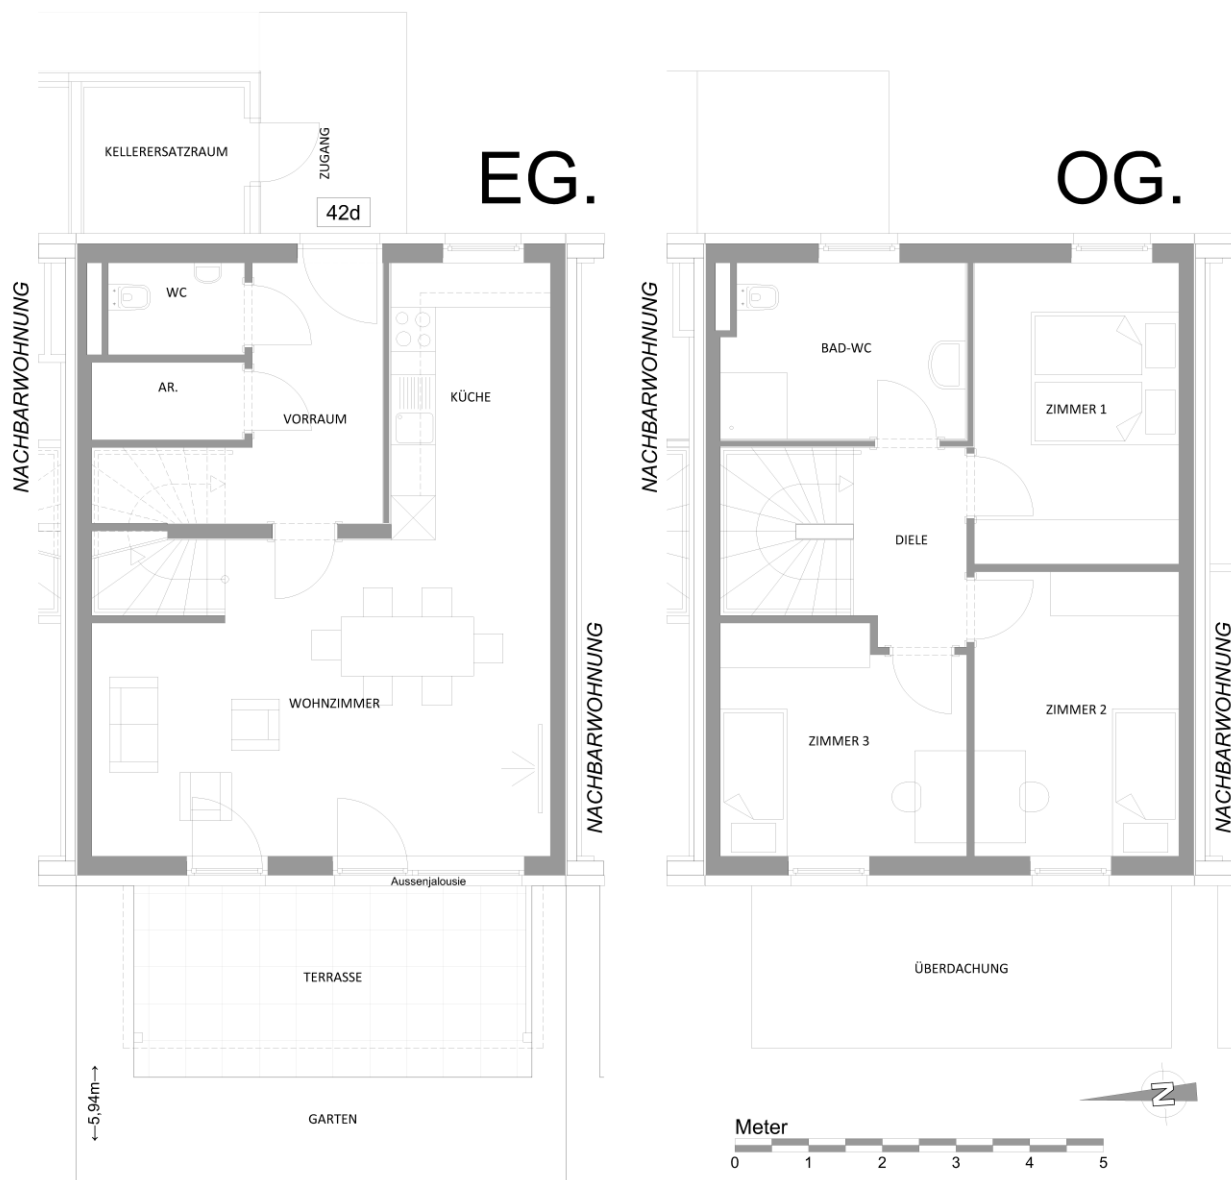 EG.
KELLERERSATZRAUM
ZUGANG
42d
NACHBARWOHNUNG
WC
AR.
VORRAUM
KÜCHE
WOHNZIMMER
NACHBARWOHNUNG
Aussenjalousie
TERRASSE
←5,94m→
GARTEN
OG.
NACHBARWOHNUNG
BAD-WC
ZIMMER 1
DIELE
ZIMMER 2
ZIMMER 3
NACHBARWOHNUNG
ÜBERDACHUNG
N
Meter
0 1 2 3 4 5